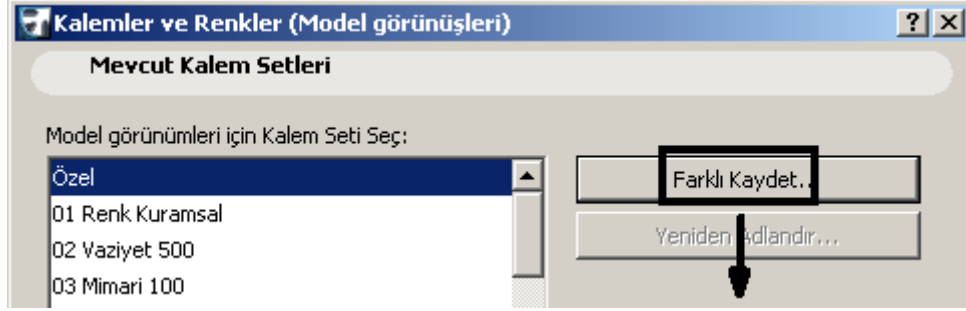 Kalemler ve Renkler (Model görünüşleri)
Mevcut Kalem Setleri
Model görünümleri için Kalem Seti Seç:
Özel
01 Renk Kuramsal
02 Vaziyet 500
03 Mimari 100
Farklı Kaydet...
Yeniden Adlandır...